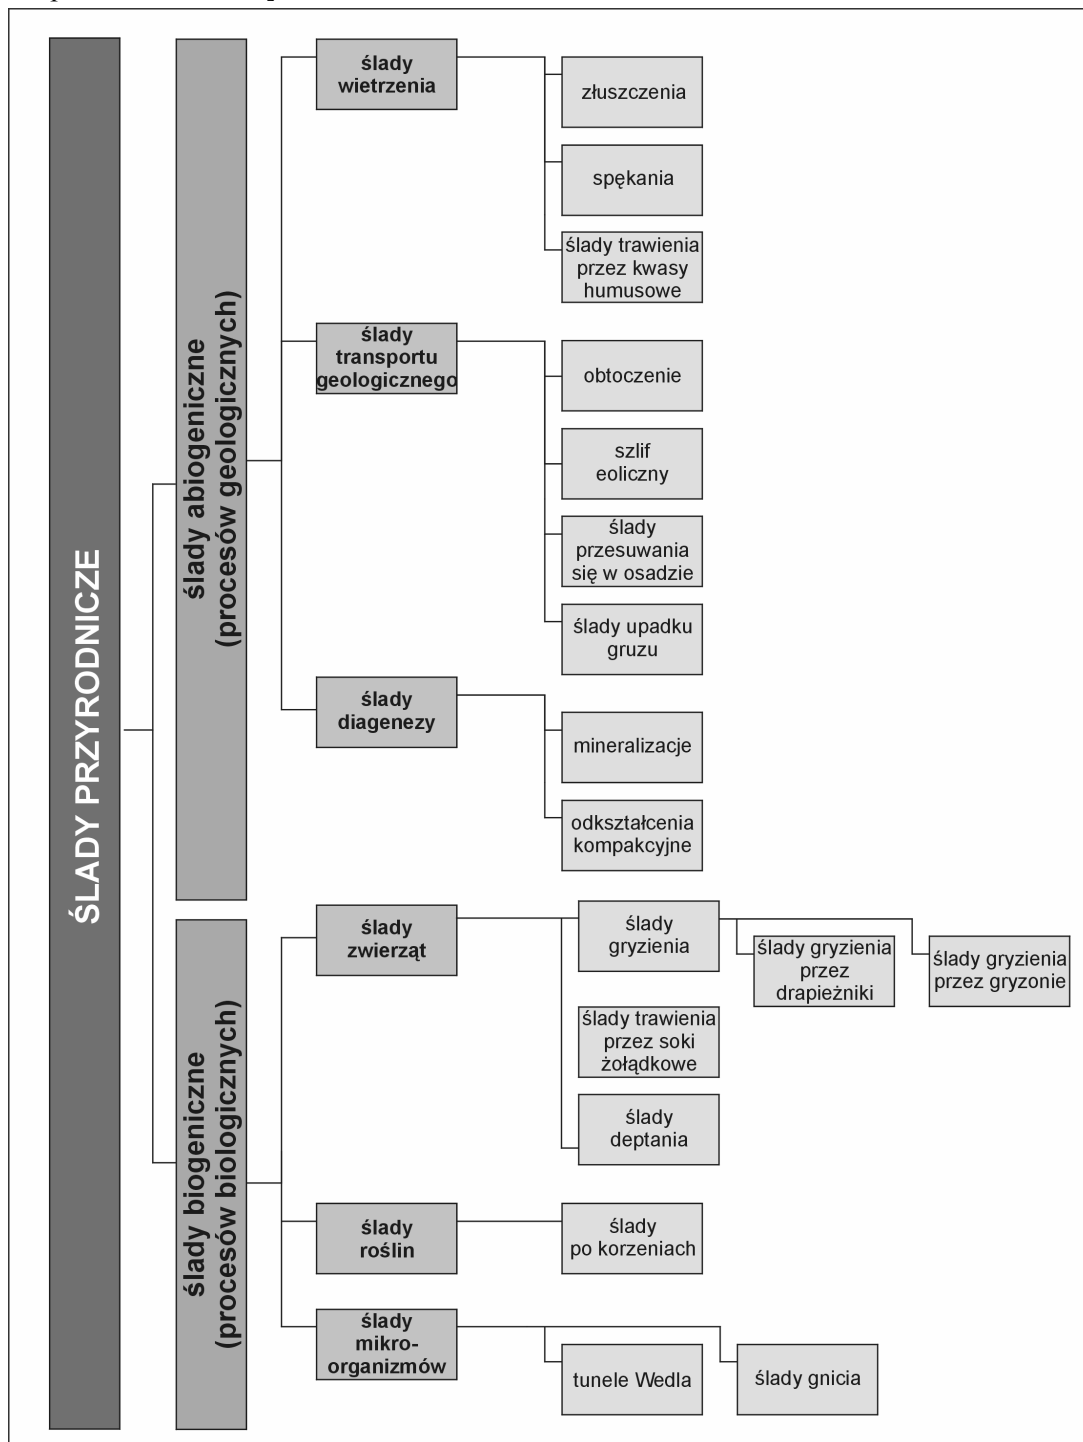 ŚLADY PRZYRODNICZE
ślady abiogeniczne
(procesów geologicznych)
ślady
wietrzenia
złuszczenia
spękania
ślady trawienia
przez kwasy
humusowe
ślady
transportu
geologicznego
obtoczenie
szlif
eoliczny
ślady
przesuwania
się w osadzie
ślady upadku
gruzu
ślady
diagenezy
mineralizacje
odkształcenia
kompakcyjne
ślady biogeniczne
(procesów biologicznych)
ślady
zwierząt
ślady
gryzienia
ślady gryzienia
przez
drapieżniki
ślady gryzienia
przez gryzonie
ślady trawienia
przez soki
żołądkowe
ślady
deptania
ślady
roślin
ślady
po korzeniach
ślady
mikro-
organizmów
tunele Wedla
ślady gnicia